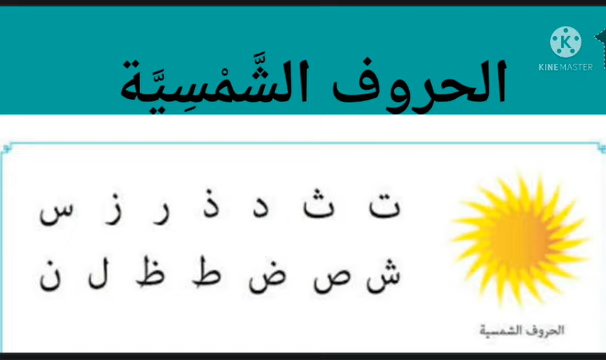 الحروف الشَّمْسِيَّة
KINEMASTER
ت ث د ذ ر ز س
ش ص ض ط ظ ل ن
الحروف الشمسية